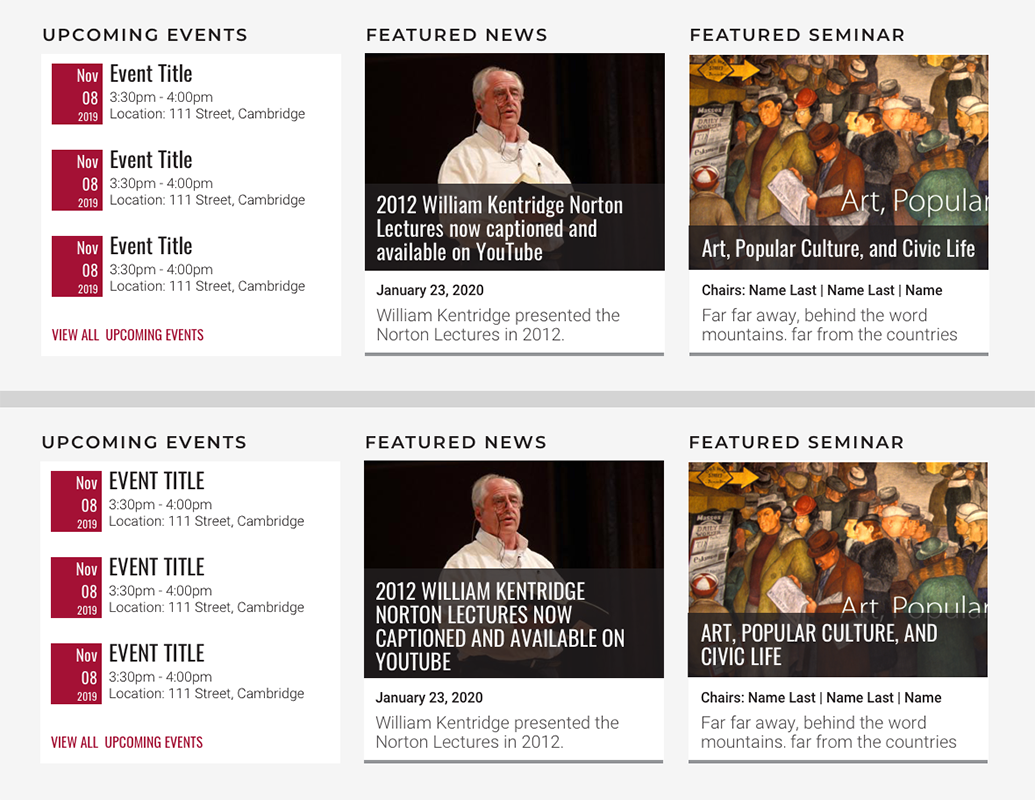 UPCOMING EVENTS
Nov
08
2019
Event Title
3:30pm - 4:00pm
Location: 111 Street, Cambridge
Nov
08
2019
Event Title
3:30pm - 4:00pm
Location: 111 Street, Cambridge
Nov
08
2019
Event Title
3:30pm - 4:00pm
Location: 111 Street, Cambridge
VIEW ALL UPCOMING EVENTS
FEATURED NEWS
2012 William Kentridge Norton
Lectures now captioned and
available on YouTube
January 23, 2020
William Kentridge presented the
Norton Lectures in 2012.
FEATURED SEMINAR
DAILY
Art, Popular
Art, Popular Culture, and Civic Life
Chairs: Name Last | Name Last | Name
Far far away, behind the word
mountains. far from the countries
UPCOMING EVENTS
Nov
08
2019
EVENT TITLE
3:30pm - 4:00pm
Location: 111 Street, Cambridge
Nov
08
2019
EVENT TITLE
3:30pm - 4:00pm
Location: 111 Street, Cambridge
Nov
08
2019
EVENT TITLE
3:30pm - 4:00pm
Location: 111 Street, Cambridge
VIEW ALL UPCOMING EVENTS
FEATURED NEWS
2012 WILLIAM KENTRIDGE
NORTON LECTURES NOW
CAPTIONED AND AVAILABLE ON
YOUTUBE
January 23, 2020
William Kentridge presented the
Norton Lectures in 2012.
FEATURED SEMINAR
DAILY
Art, Popular
ART, POPULAR CULTURE, AND
CIVIC LIFE
Chairs: Name Last | Name Last | Name
Far far away, behind the word
mountains. far from the countries